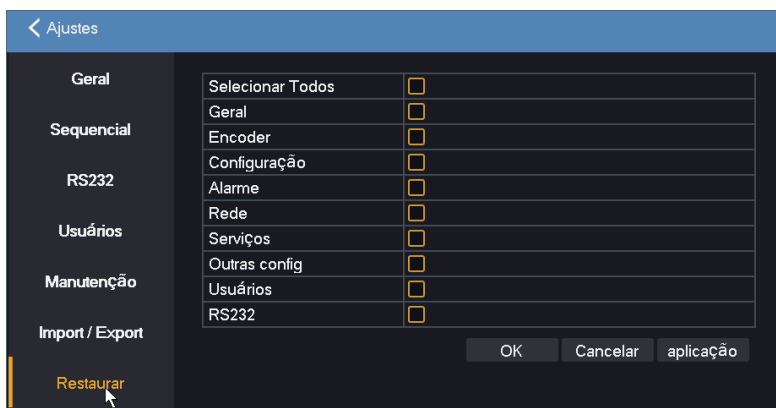 Ajustes
Geral
Sequencial
RS232
Usuários
Manutenção
Import / Export
Restaurar
Selecionar Todos
Geral
Encoder
Configuração
Alarme
Rede
Serviços
Outras config
Usuários
RS232
OK Cancelar aplicação